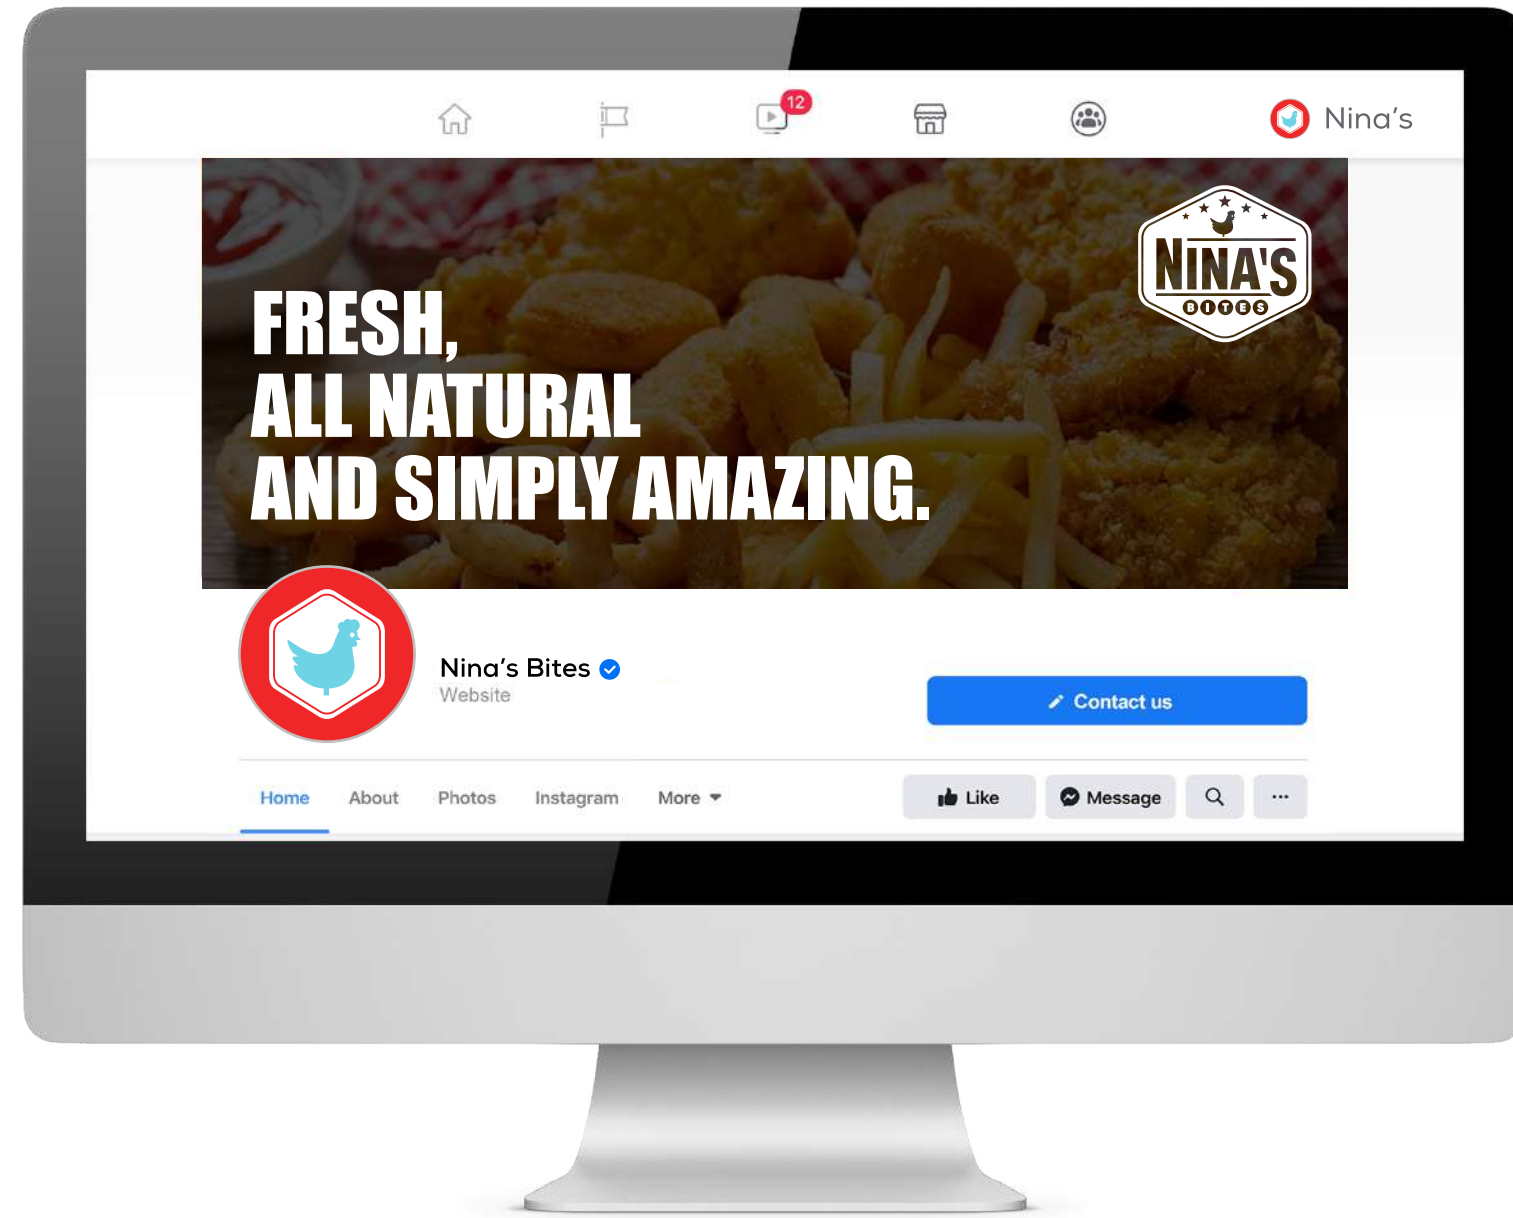 12
Nina's
NINA'S
BITES
FRESH,
ALL NATURAL
AND SIMPLY AMAZING.
Nina's Bites
Website
Contact us
Home About Photos Instagram More
Like Message